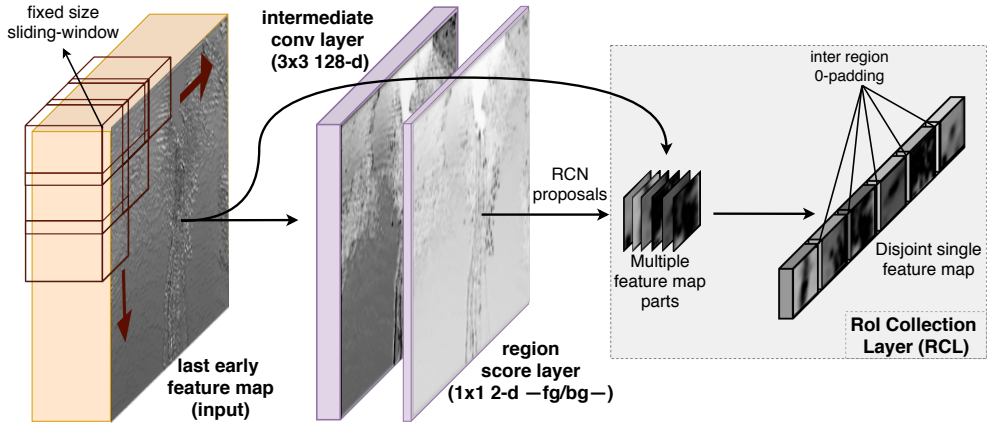 fixed size
sliding-window
intermediate
conv layer
(3x3 128-d)
inter region
0-padding
RCN
proposals
Multiple
feature map
parts
Disjoint single
feature map
RoI Collection
Layer (RCL)
last early
feature map
(input)
region
score layer
(1x1 2-d —fg/bg—)